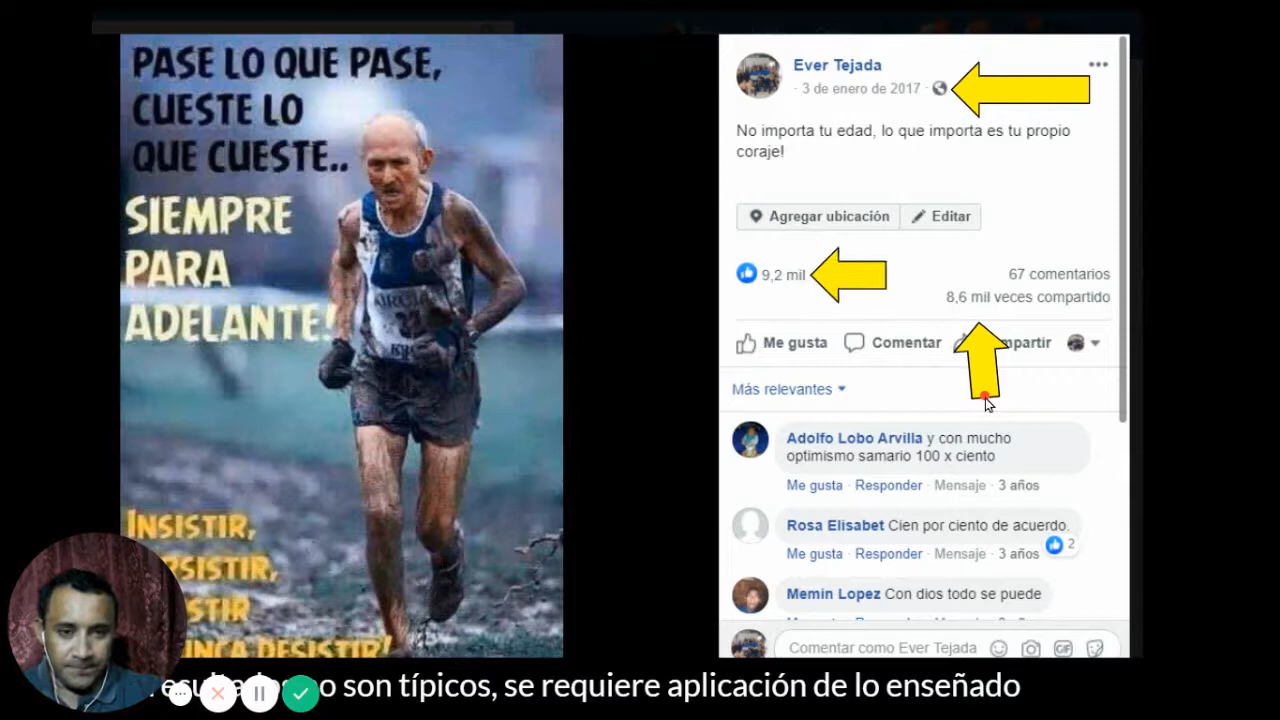 PASE LO QUE PASE,
CUESTE LO
QUE CUESTE..
SIEMPRE
PARA
ADELANTE!
INSISTIR,
NUNCA DESISTIR!
Ever Tejada
· 3 de enero de 2017 ·
No importa tu edad, lo que importa es tu propio
coraje!
Agregar ubicación
Editar
9,2 mil
67 comentarios
8,6 mil veces compartido
Me gusta
Comentar
Más relevantes
Adolfo Lobo Arvilla y con mucho
optimismo samario 100 x ciento
Me gusta · Responder · Mensaje · 3 años
Rosa Elisabet Cien por ciento de acuerdo.
2
Me gusta · Responder · Mensaje · 3 años
Memin Lopez Con dios todo se puede
Comentar como Ever Tejada
GIF
no son típicos, se requiere aplicación de lo enseñado